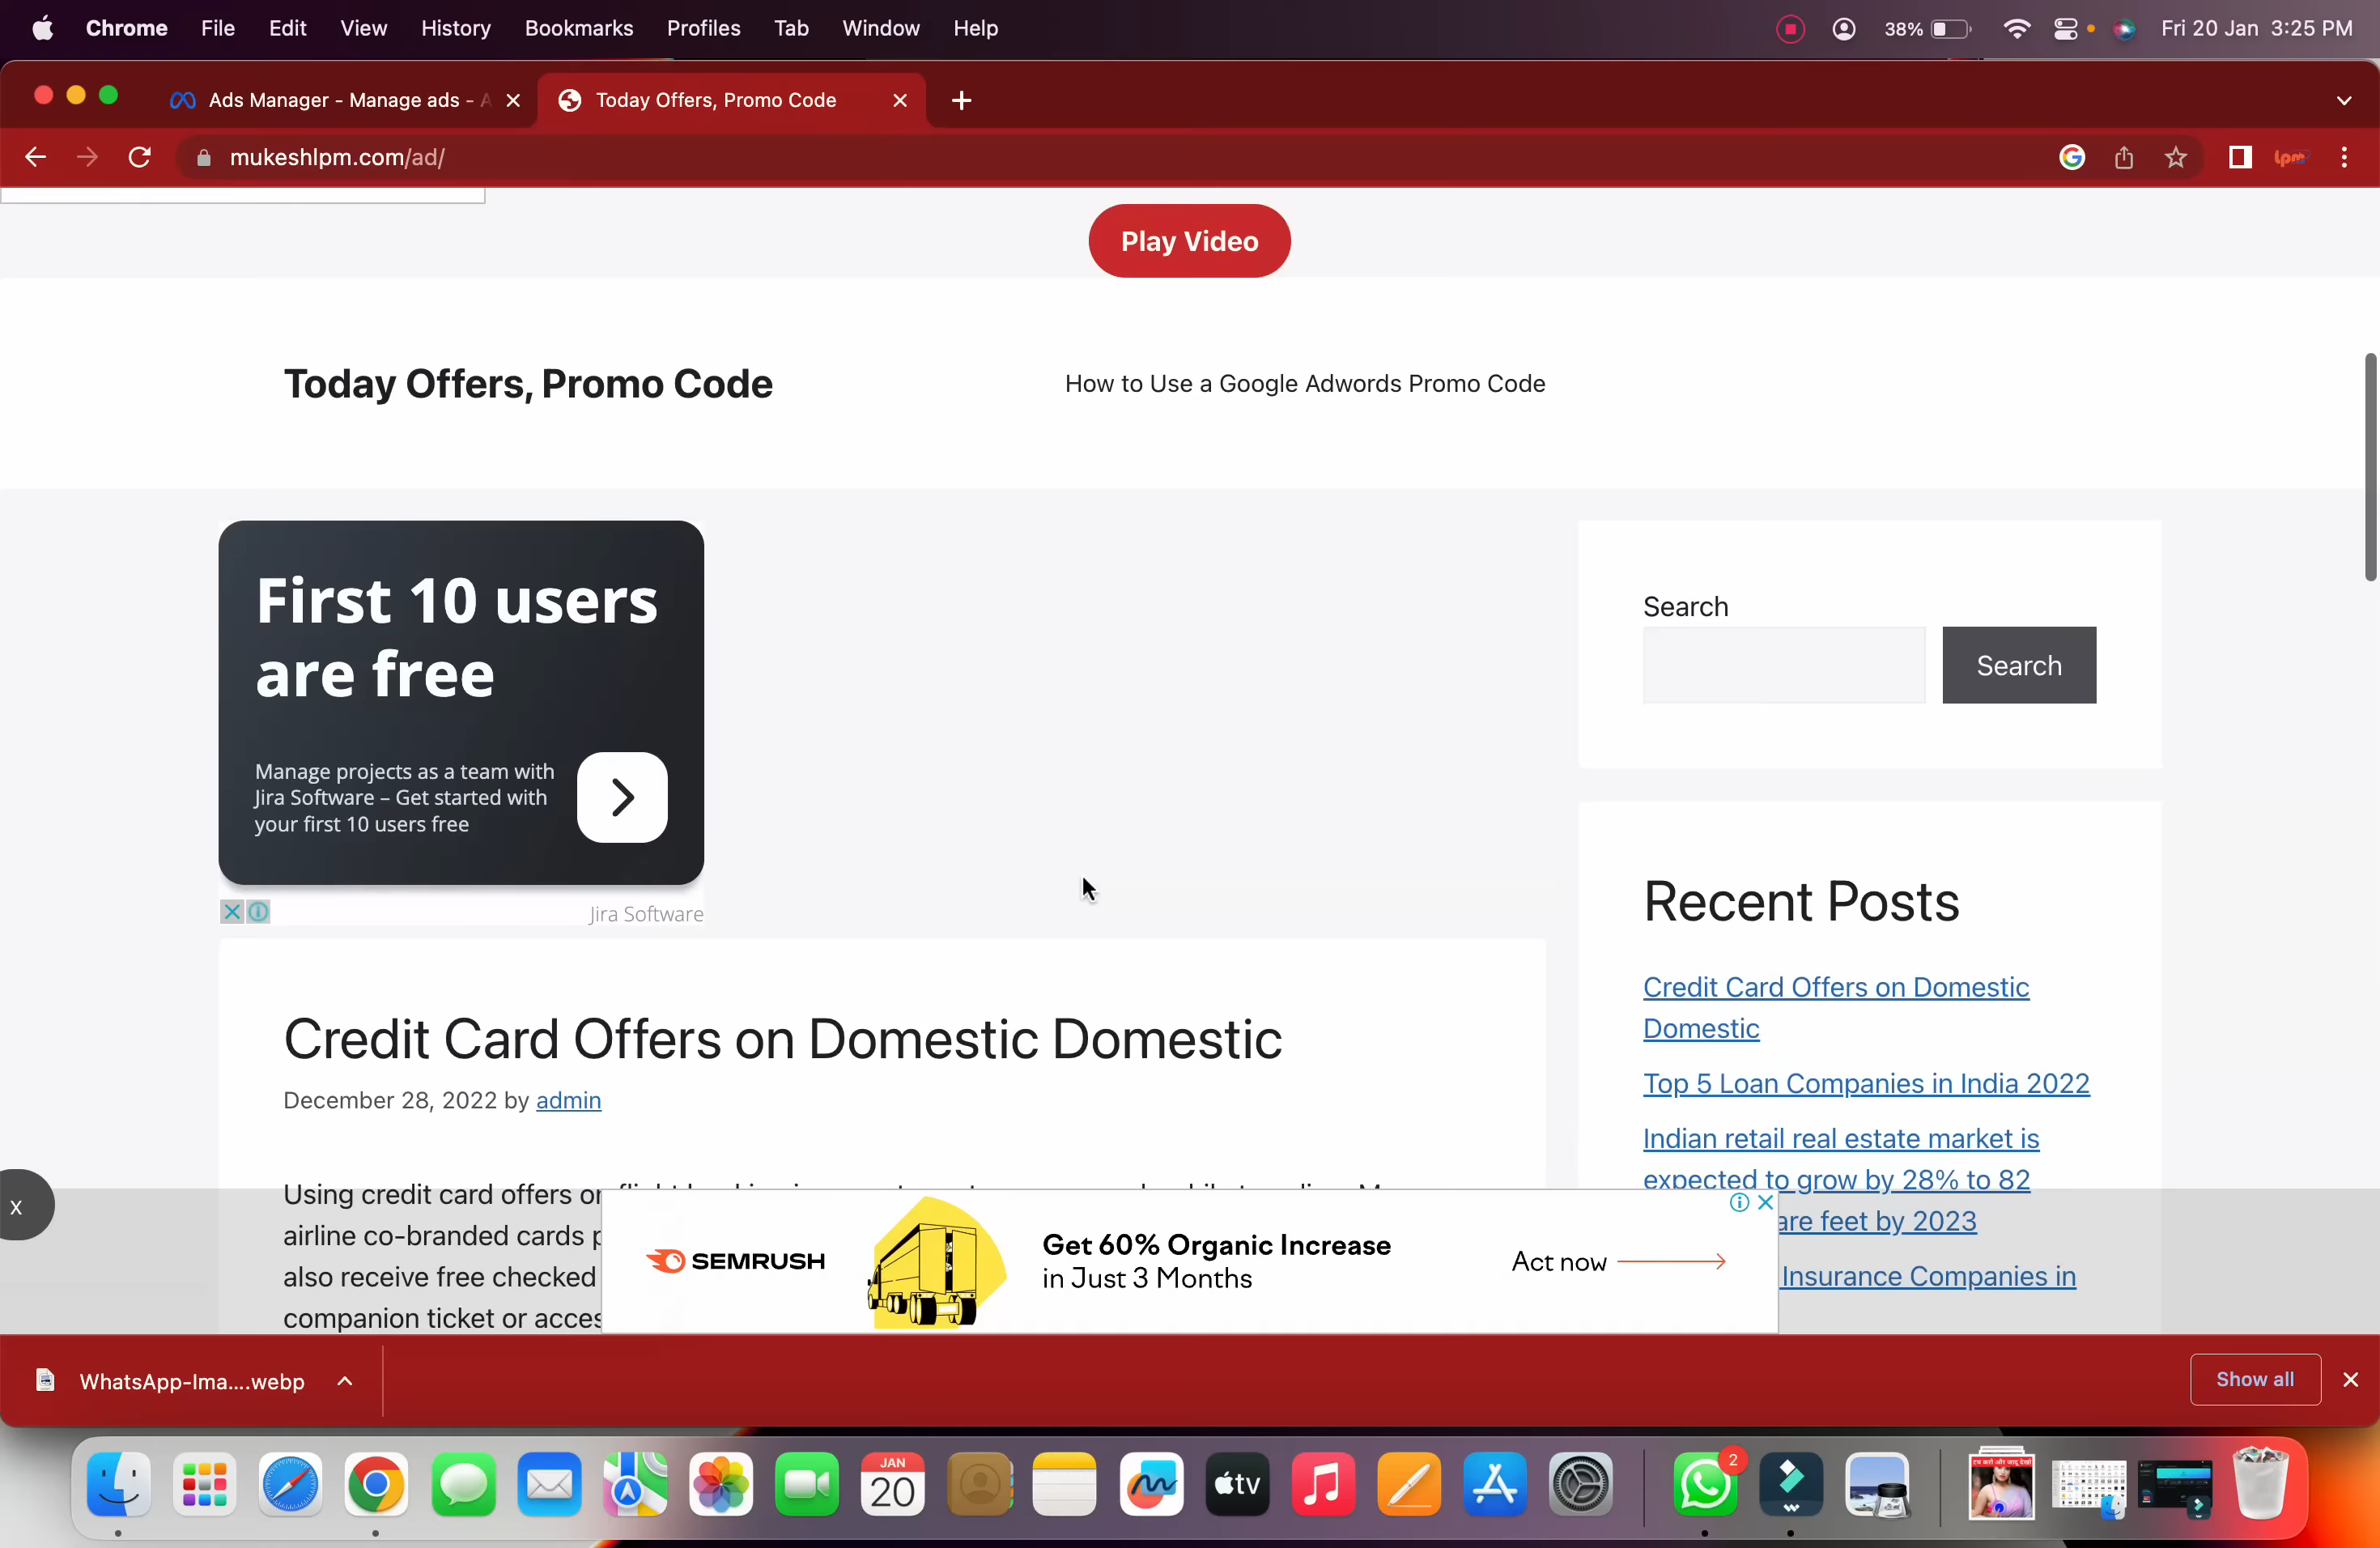 Chrome File Edit View History Bookmarks Profiles Tab Window Help 38% Fri 20 Jan 3:25 PM
Ads Manager - Manage ads - Today Offers, Promo Code
mukeshlpm.com/ad/ lpm
Play Video
Today Offers, Promo Code
How to Use a Google Adwords Promo Code
First 10 users
are free
Manage projects as a team with
Jira Software – Get started with
your first 10 users free
Jira Software
Search
Search
Recent Posts
Credit Card Offers on Domestic
Domestic
Top 5 Loan Companies in India 2022
Indian retail real estate market is
expected to grow by 28% to 82
are feet by 2023
Insurance Companies in
Credit Card Offers on Domestic Domestic
December 28, 2022 by admin
Using credit card offers on
airline co-branded cards
also receive free checked
companion ticket or
x
SEMRUSH
Get 60% Organic Increase
in Just 3 Months
Act now
WhatsApp-Ima....webp
Show all
JAN
20
tv
2